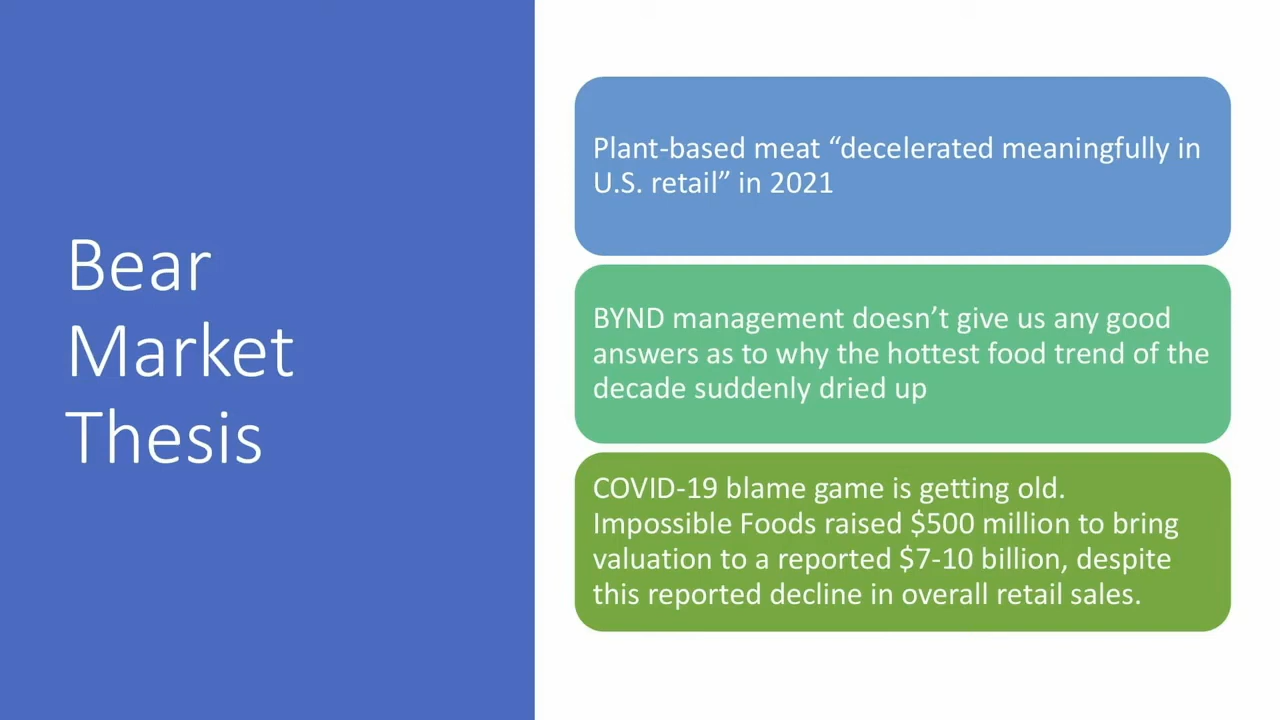 Bear
Market
Thesis
Plant-based meat “decelerated meaningfully in
U.S. retail” in 2021
BYND management doesn’t give us any good
answers as to why the hottest food trend of the
decade suddenly dried up
COVID-19 blame game is getting old.
Impossible Foods raised $500 million to bring
valuation to a reported $7-10 billion, despite
this reported decline in overall retail sales.